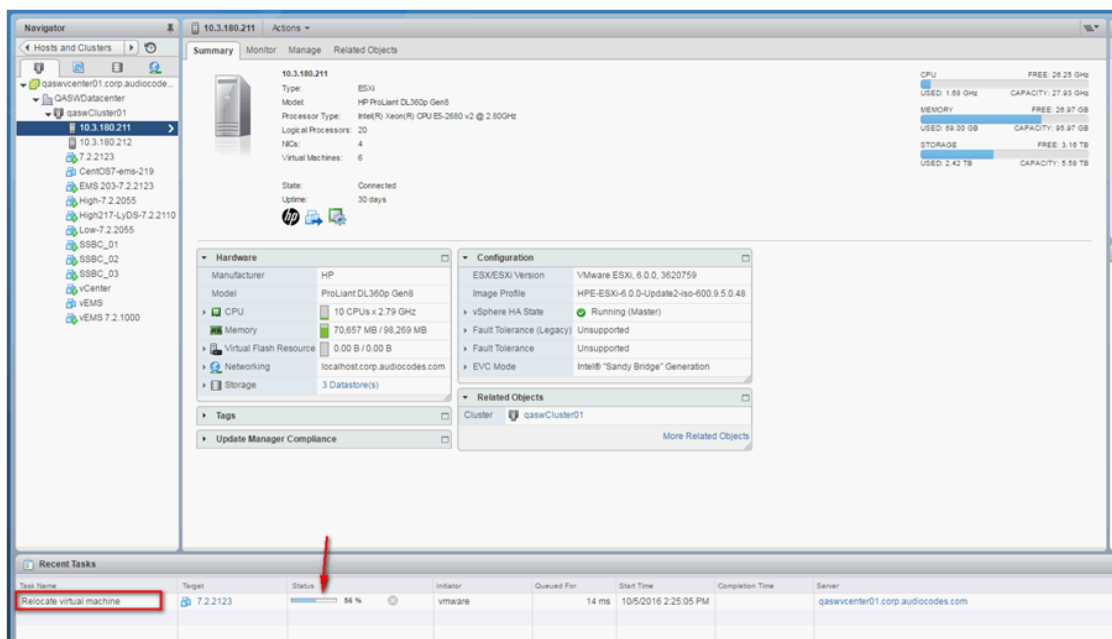 Navigator
Hosts and Clusters
qaswvcenter01.corp.audiocode...
QASWDatacenter
qaswCluster01
10.3.180.211
10.3.180.212
7.2.2123
CentOS7-ems-219
EMS 203-7.2.2123
High-7.2.2055
High217-LyDS-7.2.2110
Low-7.2.2055
SSBC_01
SSBC_02
SSBC_03
vCenter
vEMS
vEMS 7.2.1000
10.3.180.211 Actions
Summary Monitor Manage Related Objects
10.3.180.211
Type: ESXi
Model: HP ProLiant DL360p Gen8
Processor Type: Intel(R) Xeon(R) CPU E5-2680 v2 @ 2.80GHz
Logical Processors: 20
NICs: 4
Virtual Machines: 6
State: Connected
Uptime: 30 days
hp
CPU FREE: 26.25 GHz
USED: 1.68 GHz CAPACITY: 27.93 GHz
MEMORY FREE: 26.97 GB
USED: 69.00 GB CAPACITY: 95.97 GB
STORAGE FREE: 3.16 TB
USED: 2.42 TB CAPACITY: 5.58 TB
Hardware
Manufacturer HP
Model ProLiant DL360p Gen8
CPU 10 CPUs x 2.79 GHz
Memory 70,657 MB / 98,269 MB
Virtual Flash Resource 0.00 B / 0.00 B
Networking localhost.corp.audiocodes.com
Storage 3 Datastore(s)
Tags
Update Manager Compliance
Configuration
ESX/ESXi Version VMware ESXi, 6.0.0, 3620759
Image Profile HPE-ESXi-6.0.0-Update2-iso-600.9.5.0.48
vSphere HA State Running (Master)
Fault Tolerance (Legacy) Unsupported
Fault Tolerance Unsupported
EVC Mode Intel® "Sandy Bridge" Generation
Related Objects
Cluster qaswCluster01
More Related Objects
Recent Tasks
Task Name Target Status Initiator Queued For Start Time Completion Time Server
Relocate virtual machine 7.2.2123 56 % vmware 14 ms 10/5/2016 2:25:05 PM qaswvcenter01.corp.audiocodes.com